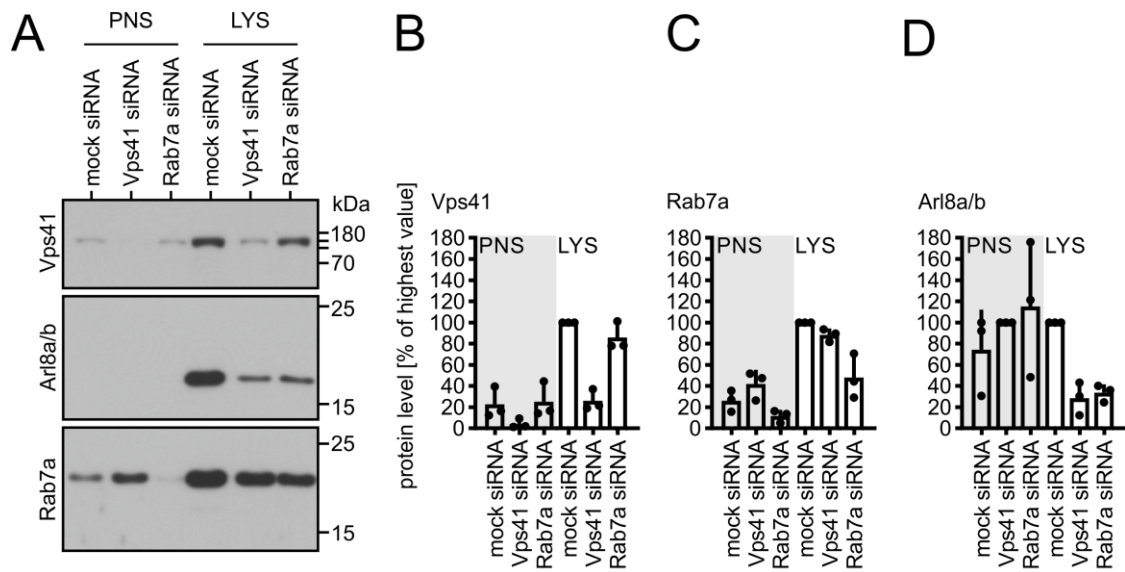 A
PNS LYS
mock siRNA
Vps41 siRNA
Rab7a siRNA
mock siRNA
Vps41 siRNA
Rab7a siRNA
kDa
Vps41
180
70
Arl8a/b
25
15
Rab7a
25
15
B
Vps41
protein level [% of highest value]
180
160
140
120
100
80
60
40
20
0
PNS LYS
mock siRNA
Vps41 siRNA
Rab7a siRNA
mock siRNA
Vps41 siRNA
Rab7a siRNA
C
Rab7a
180
160
140
120
100
80
60
40
20
0
PNS LYS
mock siRNA
Vps41 siRNA
Rab7a siRNA
mock siRNA
Vps41 siRNA
Rab7a siRNA
D
Arl8a/b
180
160
140
120
100
80
60
40
20
0
PNS LYS
mock siRNA
Vps41 siRNA
Rab7a siRNA
mock siRNA
Vps41 siRNA
Rab7a siRNA